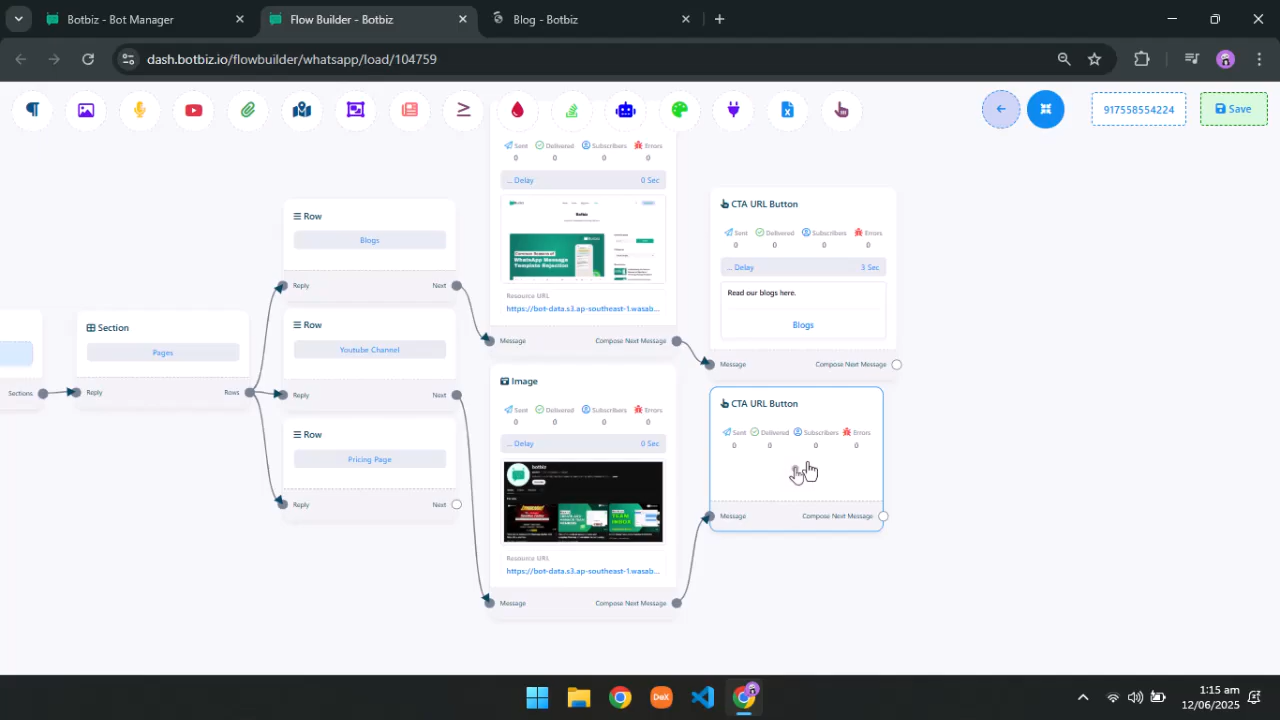 Botbiz - Bot Manager
Flow Builder - Botbiz
Blog - Botbiz
dash.botbiz.io/flowbuilder/whatsapp/load/104759
917558554224
Save
Sent Delivered Subscribers Errors
0 0 0 0
... Delay 0 Sec
Resource URL
https://bot-data.s3.ap-southeast-1.wasab...
Message Compose Next Message
CTA URL Button
Sent Delivered Subscribers Errors
0 0 0 0
... Delay 3 Sec
Read our blogs here.
Blogs
Message Compose Next Message
Row
Blogs
Reply Next
Section
Pages
Sections
Reply Rows
Row
Youtube Channel
Reply Next
Row
Pricing Page
Reply Next
Image
Sent Delivered Subscribers Errors
0 0 0 0
... Delay 0 Sec
botbiz
Resource URL
https://bot-data.s3.ap-southeast-1.wasab...
Message Compose Next Message
CTA URL Button
Sent Delivered Subscribers Errors
0 0 0 0
Message Compose Next Message
DeX
1:15 am
12/06/2025